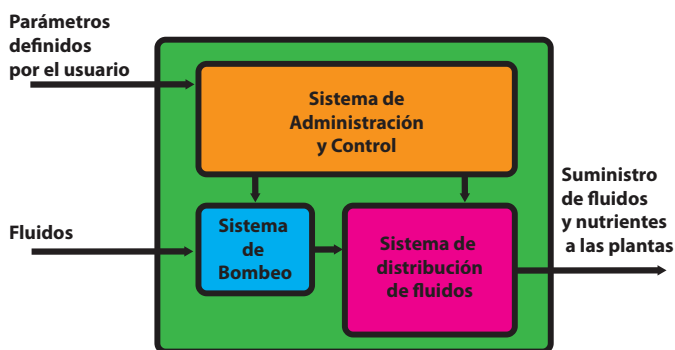 Parámetros
definidos
por el usuario
Sistema de
Administración
y Control
Fluidos
Sistema
de
Bombeo
Sistema de
distribución
de fluidos
Suministro
de fluidos
y nutrientes
a las plantas